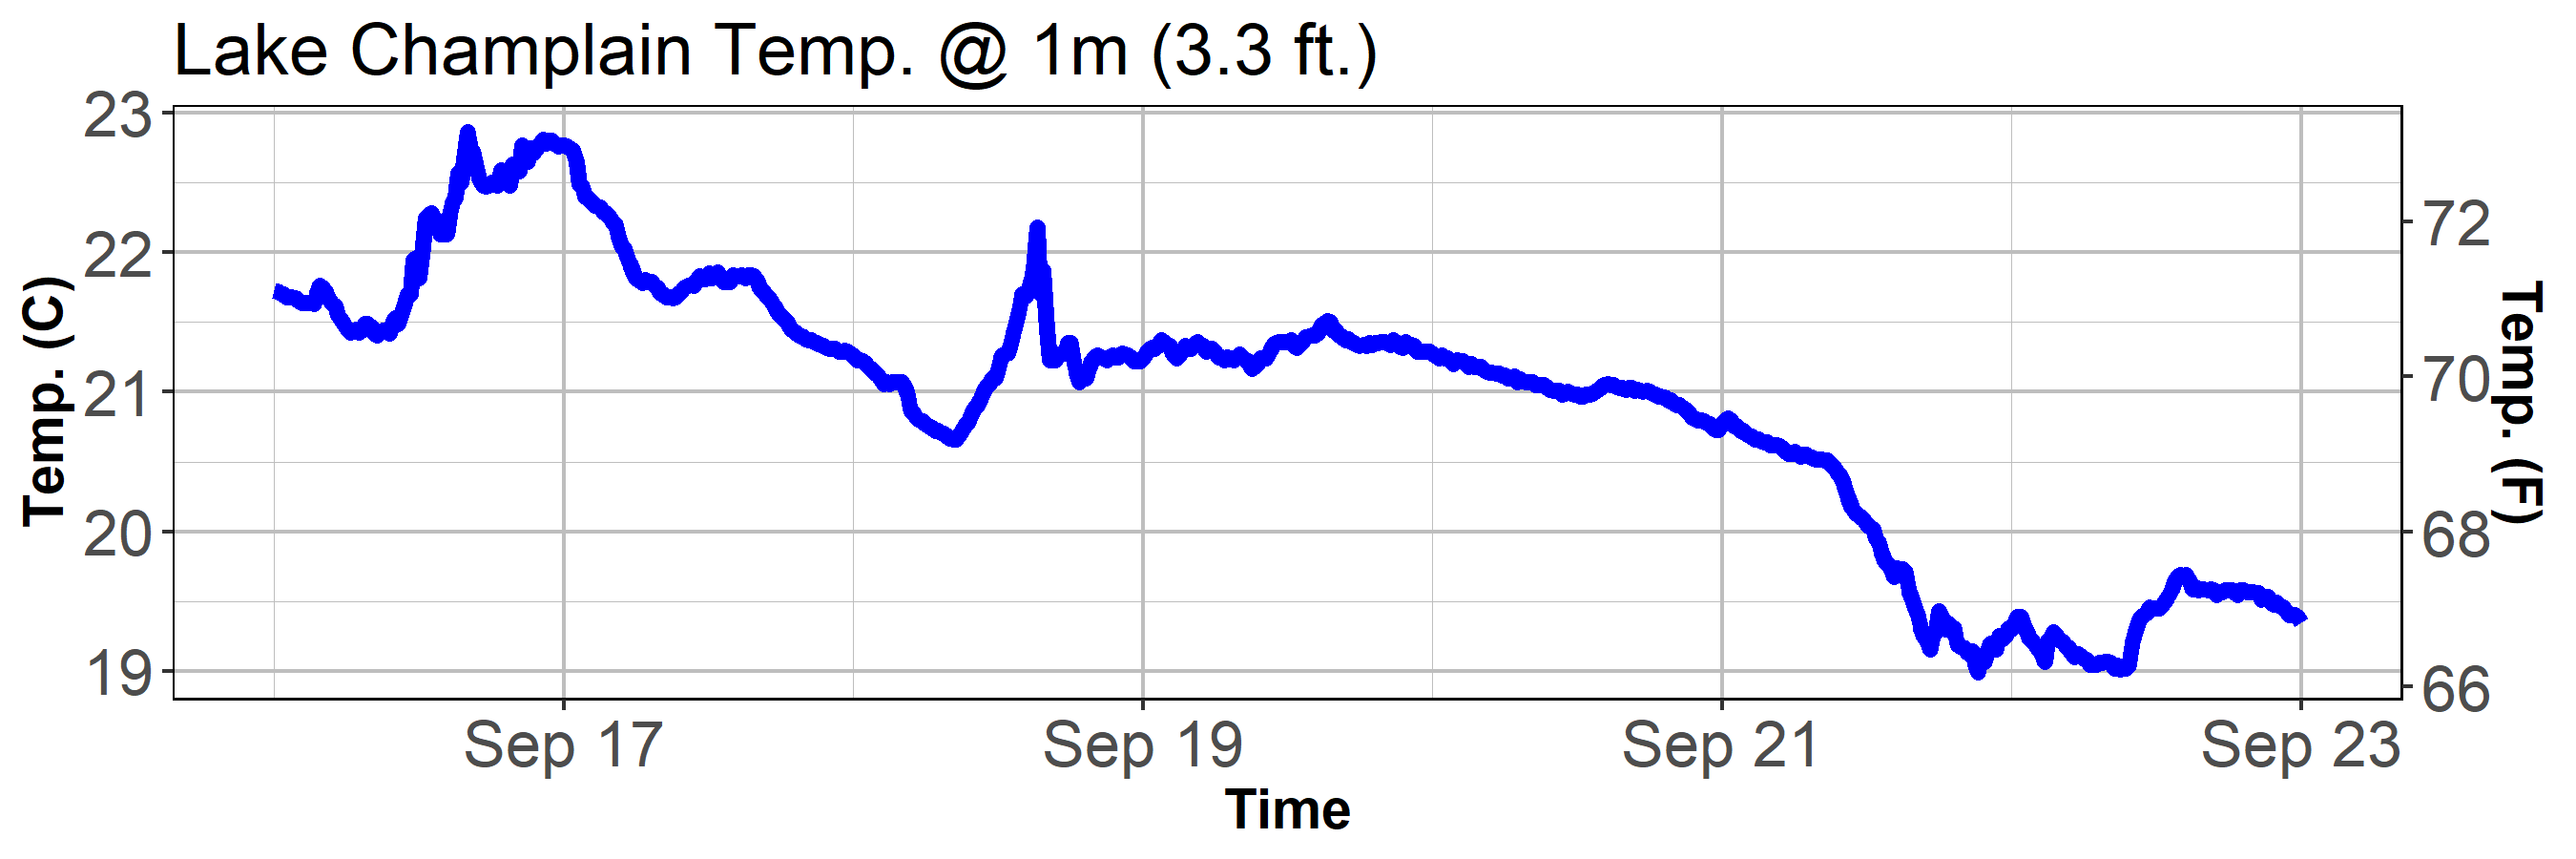 Lake Champlain Temp. @ 1m (3.3 ft.)
Temp. (C)
23
22
21
20
19
72
70
68
66
Temp. (F)
Sep 17
Sep 19
Sep 21
Sep 23
Time